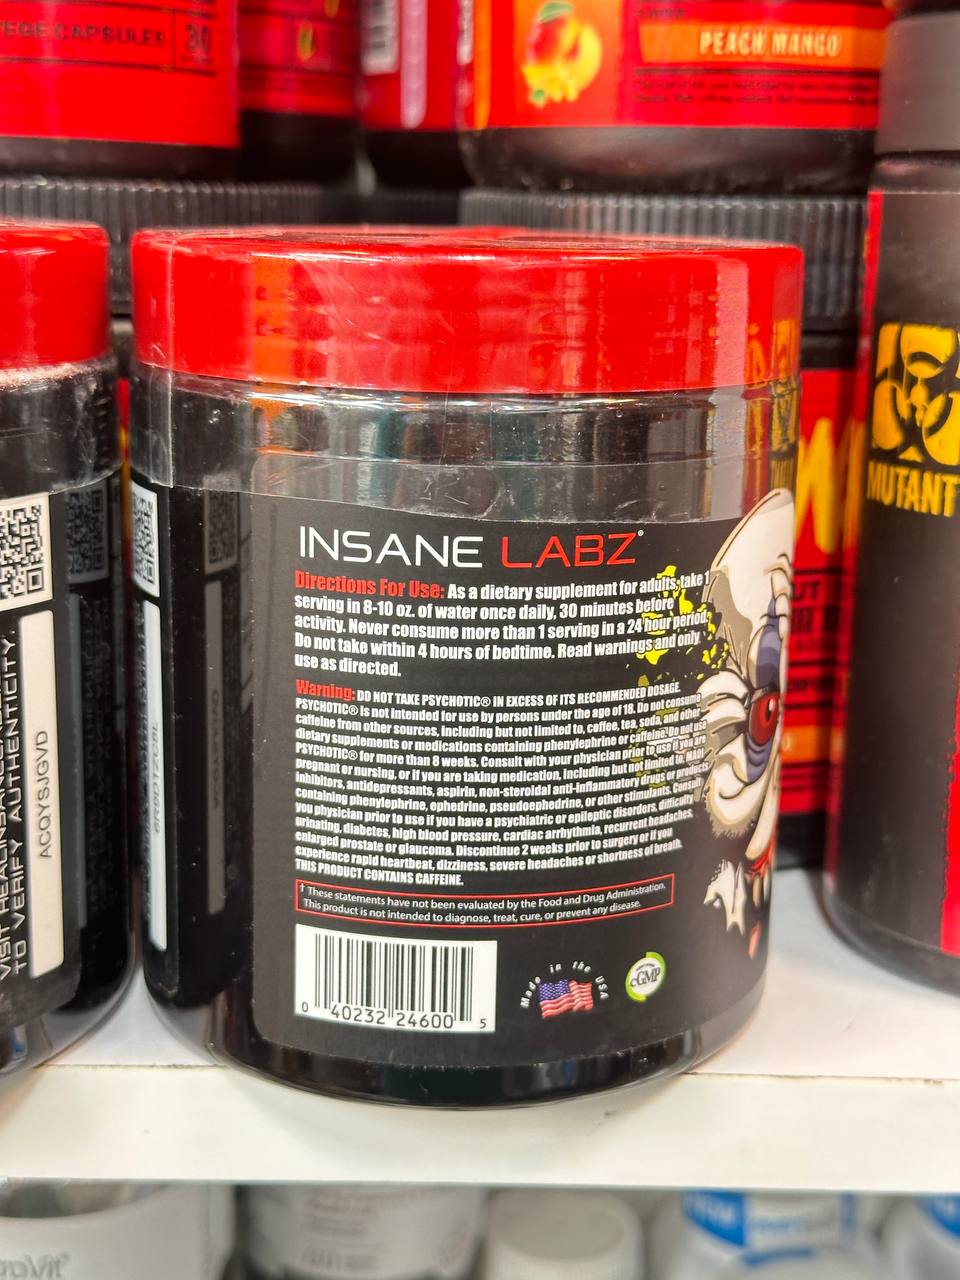 VEGE CAPSULES 30
PEACH MANGO
MUTANT
INSANE LABZ®
Directions For Use: As a dietary supplement for adults, take 1
serving in 8-10 oz. of water once daily, 30 minutes before
activity. Never consume more than 1 serving in a 24 hour period.
Do not take within 4 hours of bedtime. Read warnings and only
use as directed.
Warning: DO NOT TAKE PSYCHOTIC® IN EXCESS OF ITS RECOMMENDED DOSAGE.
PSYCHOTIC® is not intended for use by persons under the age of 18. Do not consume
caffeine from other sources, including but not limited to, coffee, tea, soda, and other
dietary supplements or medications containing phenylephrine or caffeine. Do not use
PSYCHOTIC® for more than 8 weeks. Consult with your physician prior to use if you are
pregnant or nursing, or if you are taking medication, including but not limited to, MAOI
inhibitors, antidepressants, aspirin, non-steroidal anti-inflammatory drugs or products
containing phenylephrine, ephedrine, pseudoephedrine, or other stimulants. Consult
you physician prior to use if you have a psychiatric or epileptic disorders, difficulty
urinating, diabetes, high blood pressure, cardiac arrhythmia, recurrent headaches,
enlarged prostate or glaucoma. Discontinue 2 weeks prior to surgery or if you
experience rapid heartbeat, dizziness, severe headaches or shortness of breath.
THIS PRODUCT CONTAINS CAFFEINE.
† These statements have not been evaluated by the Food and Drug Administration.
This product is not intended to diagnose, treat, cure, or prevent any disease.
0 40232 24600 5
Made in the USA
cGMP
ACQYSJGVD
TO VERIFY AUTHENTICITY.